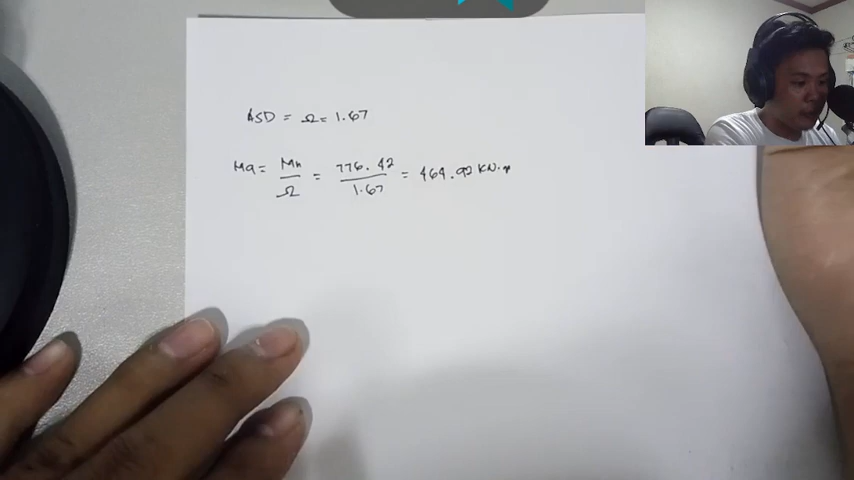 ASD = Ω = 1.67
Ma = Mn / Ω = 776.42 / 1.67 = 464.92 KN.m